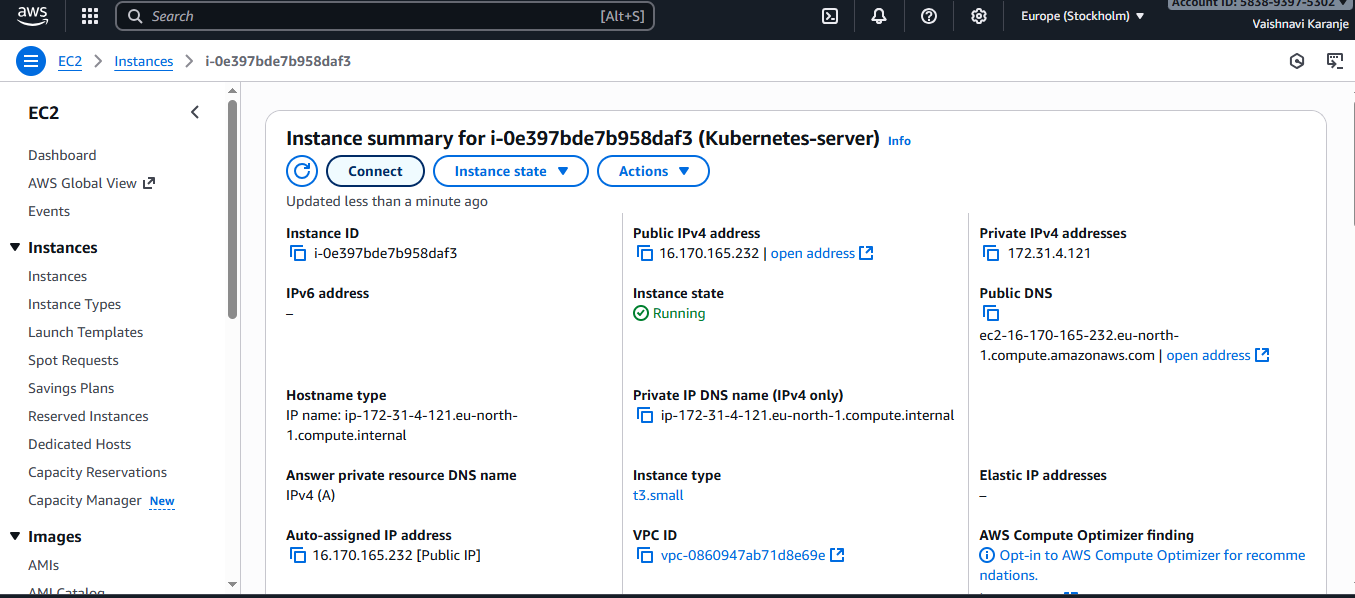 aws
Search
[Alt+S]
Europe (Stockholm)
Account ID: 5838-9397-5302
Vaishnavi Karanje
EC2
Instances
i-0e397bde7b958daf3
EC2
Dashboard
AWS Global View
Events
Instances
Instances
Instance Types
Launch Templates
Spot Requests
Savings Plans
Reserved Instances
Dedicated Hosts
Capacity Reservations
Capacity Manager New
Images
AMIs
AMI Catalog
Instance summary for i-0e397bde7b958daf3 (Kubernetes-server) Info
Connect
Instance state
Actions
Updated less than a minute ago
Instance ID
i-0e397bde7b958daf3
Public IPv4 address
16.170.165.232 | open address
Private IPv4 addresses
172.31.4.121
IPv6 address
–
Instance state
Running
Public DNS
ec2-16-170-165-232.eu-north-
1.compute.amazonaws.com | open address
Hostname type
IP name: ip-172-31-4-121.eu-north-
1.compute.internal
Private IP DNS name (IPv4 only)
ip-172-31-4-121.eu-north-1.compute.internal
Answer private resource DNS name
IPv4 (A)
Instance type
t3.small
Elastic IP addresses
–
Auto-assigned IP address
16.170.165.232 [Public IP]
VPC ID
vpc-0860947ab71d8e69e
AWS Compute Optimizer finding
Opt-in to AWS Compute Optimizer for recomme
ndations.